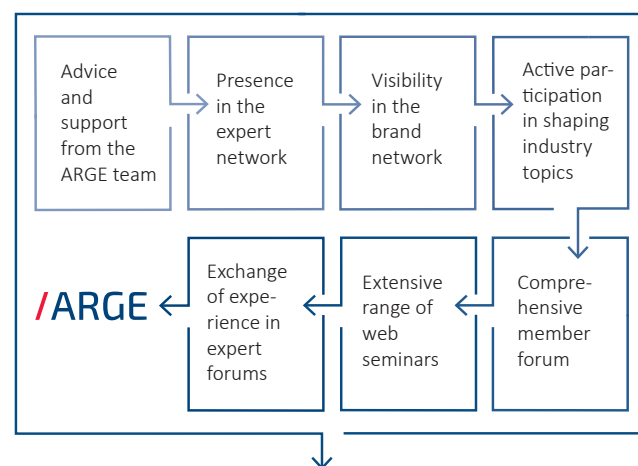 Advice
and
support
from the
ARGE team
Presence
in the
expert
network
Visibility
in the
brand
network
Active par-
ticipation
in shaping
industry
topics
Compre-
hensive
member
forum
Extensive
range of
web
seminars
Exchange
of expe-
rience in
expert
forums
/ARGE